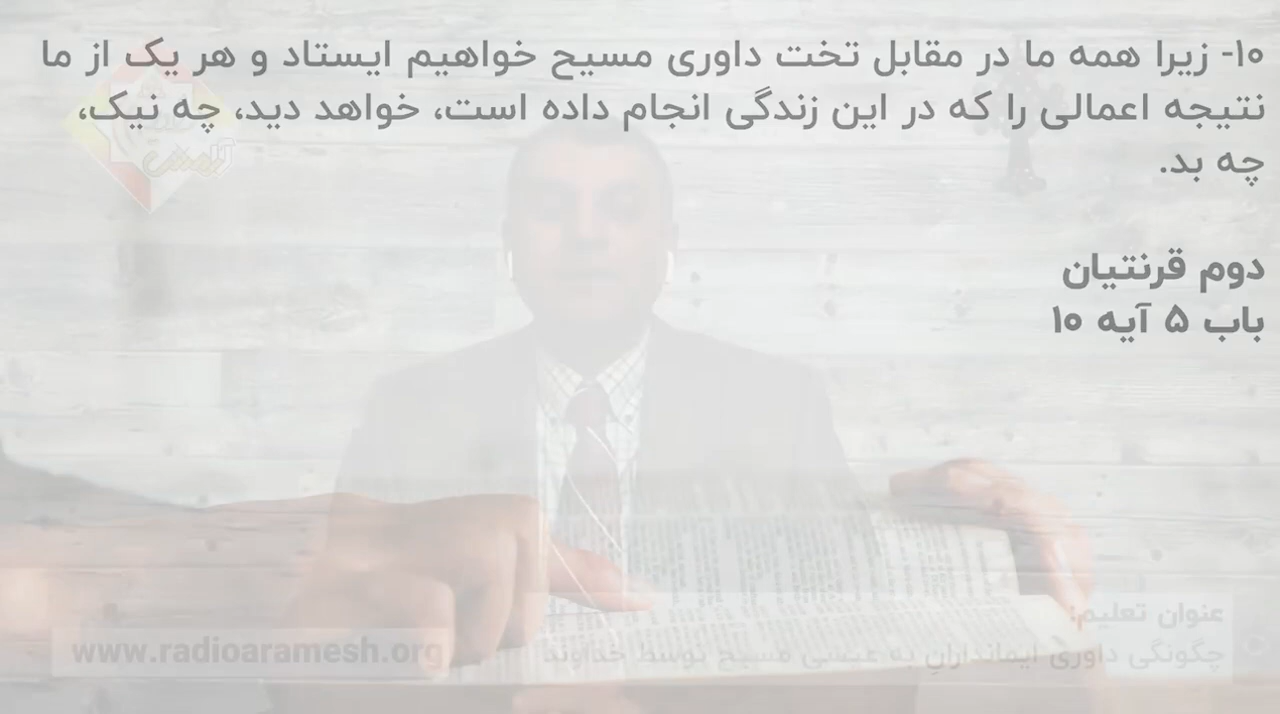 ۱۰- زیرا همه ما در مقابل تخت داوری مسیح خواهیم ایستاد و هر یک از ما
نتیجه اعمالی را که در این زندگی انجام داده است، خواهد دید، چه نیک،
چه بد.
دوم قرنتیان
باب ۵ آیه ۱۰
عنوان تعلیم:
چگونگی داوری ایمانداران به عیسی مسیح توسط خداوند
www.radioaramesh.org
آرامش